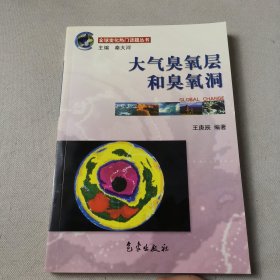 全球变化热门话题丛书
主编 秦大河
大气臭氧层
和臭氧洞
GLOBAL CHANGE
王庚辰 编著
气象出版社